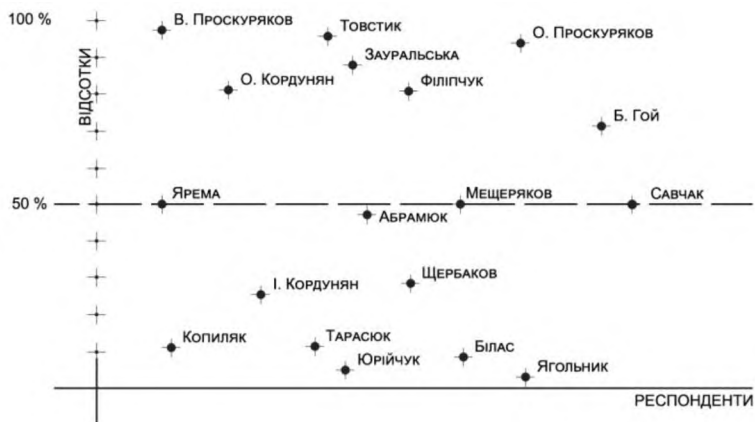 100 %
В. Проскуряков
Товстик
О. Проскуряков
Зауральська
О. Кордунян
Філіпчук
ВІДСОТКИ
Б. Гой
Ярема
Мещеряков
Савчак
50 %
Абрамюк
Щербаков
І. Кордунян
Копиляк
Тарасюк
Білас
Юрійчук
Ягольник
РЕСПОНДЕНТИ